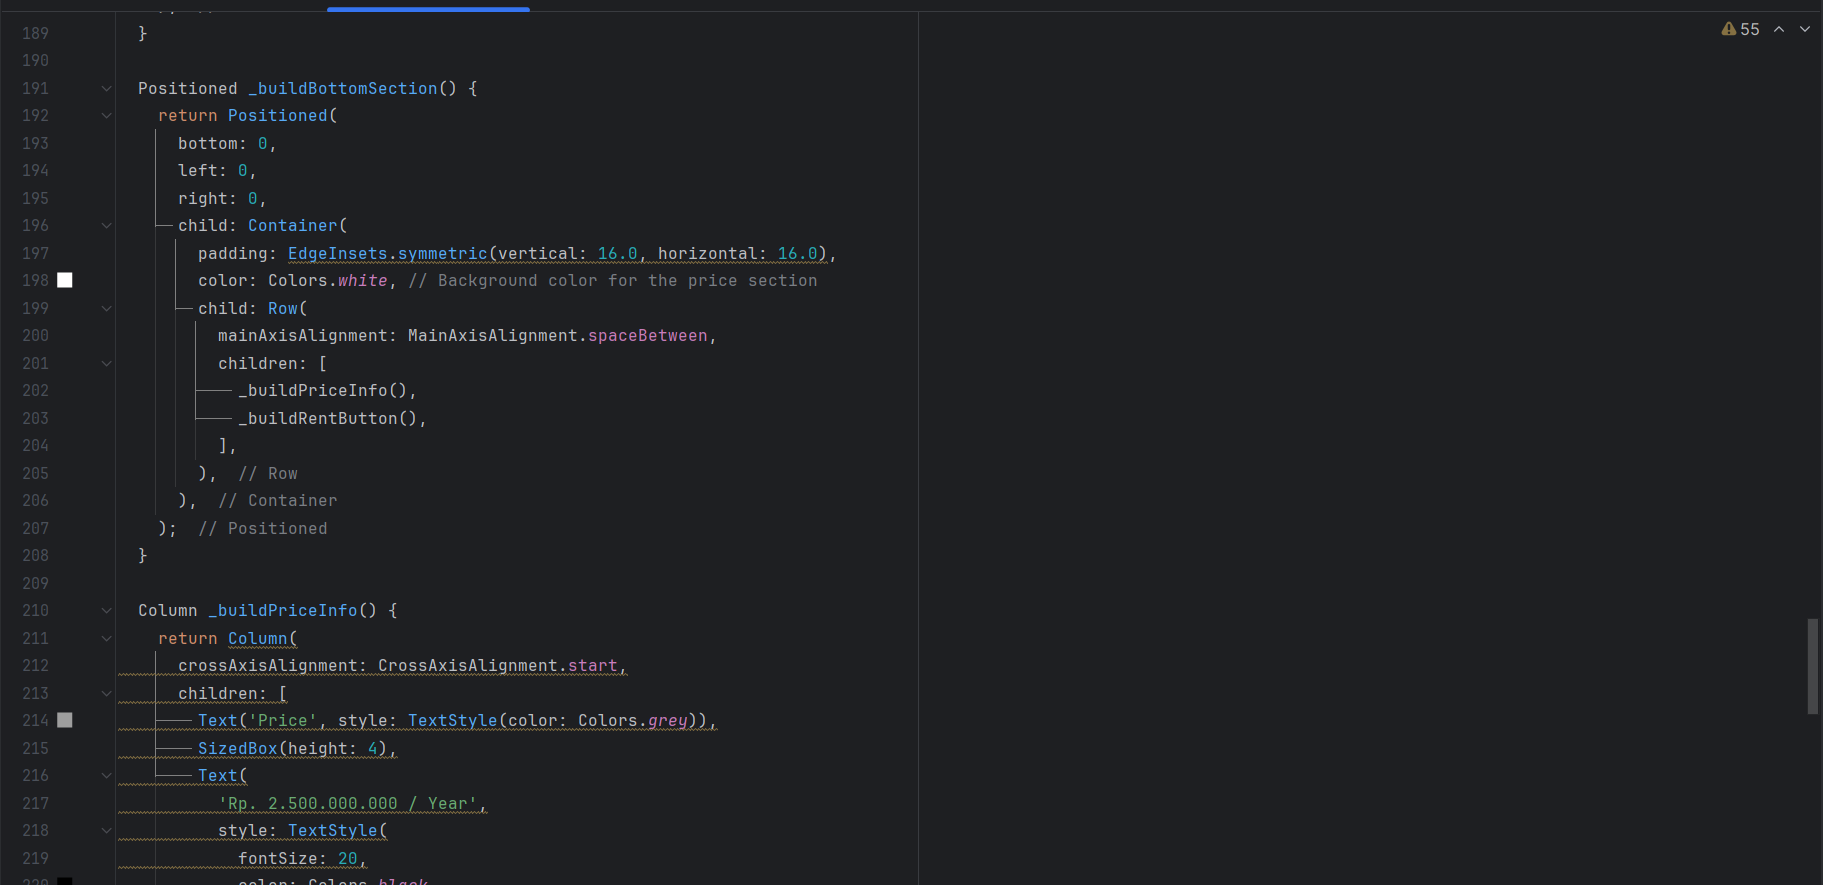 55
189 }
190
191 Positioned _buildBottomSection() {
192 return Positioned(
193 bottom: 0,
194 left: 0,
195 right: 0,
196 child: Container(
197 padding: EdgeInsets.symmetric(vertical: 16.0, horizontal: 16.0),
198 color: Colors.white, // Background color for the price section
199 child: Row(
200 mainAxisAlignment: MainAxisAlignment.spaceBetween,
201 children: [
202 _buildPriceInfo(),
203 _buildRentButton(),
204 ],
205 ), // Row
206 ), // Container
207 ); // Positioned
208 }
209
210 Column _buildPriceInfo() {
211 return Column(
212 crossAxisAlignment: CrossAxisAlignment.start,
213 children: [
214 Text('Price', style: TextStyle(color: Colors.grey)),
215 SizedBox(height: 4),
216 Text(
217 'Rp. 2.500.000.000 / Year',
218 style: TextStyle(
219 fontSize: 20,
220 color: Colors.black